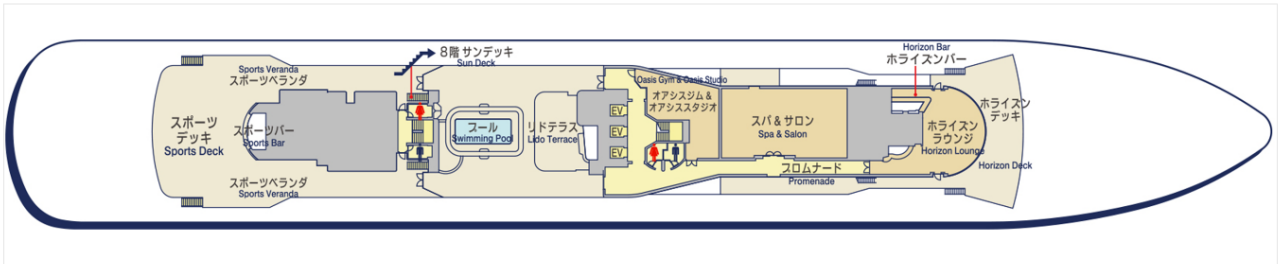 8階 サンデッキ
Sun Deck
Horizon Bar
ホライズンバー
Sports Veranda
スポーツベランダ
Oasis Gym & Oasis Studio
オアシスジム &
オアシススタジオ
スポーツ
デッキ
Sports Deck
スポーツバー
Sports Bar
プール
Swimming Pool
リドテラス
Lido Terrace
EV
EV
EV
スパ & サロン
Spa & Salon
ホライズン
ラウンジ
Horizon Lounge
ホライズン
デッキ
Horizon Deck
プロムナード
Promenade
スポーツベランダ
Sports Veranda